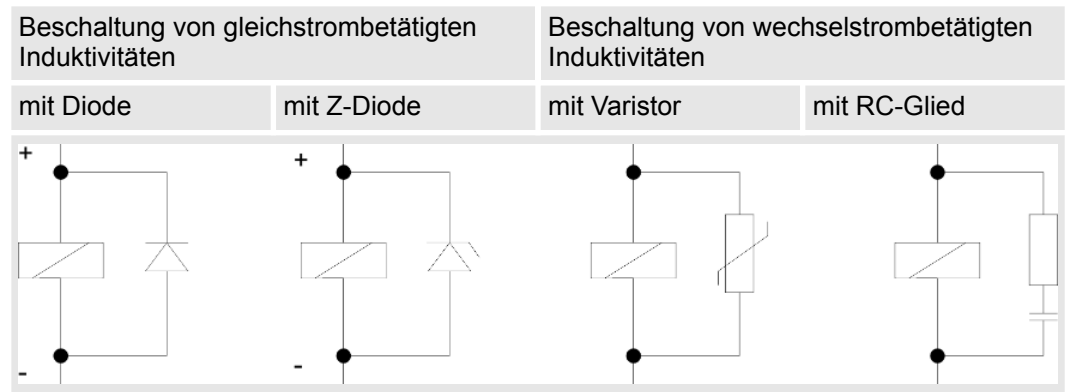 Beschaltung von gleichstrombetätigten
Induktivitäten
Beschaltung von wechselstrombetätigten
Induktivitäten
mit Diode
mit Z-Diode
mit Varistor
mit RC-Glied
+
+
-
-